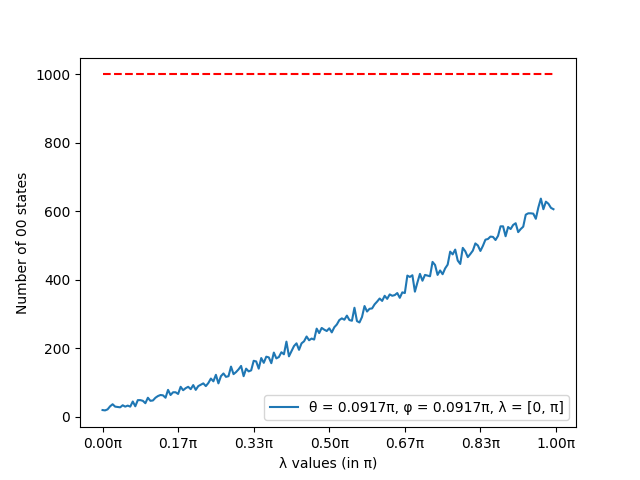 1000
800
600
400
200
0
Number of 00 states
θ = 0.0917π, φ = 0.0917π, λ = [0, π]
0.00π 0.17π 0.33π 0.50π 0.67π 0.83π 1.00π
λ values (in π)